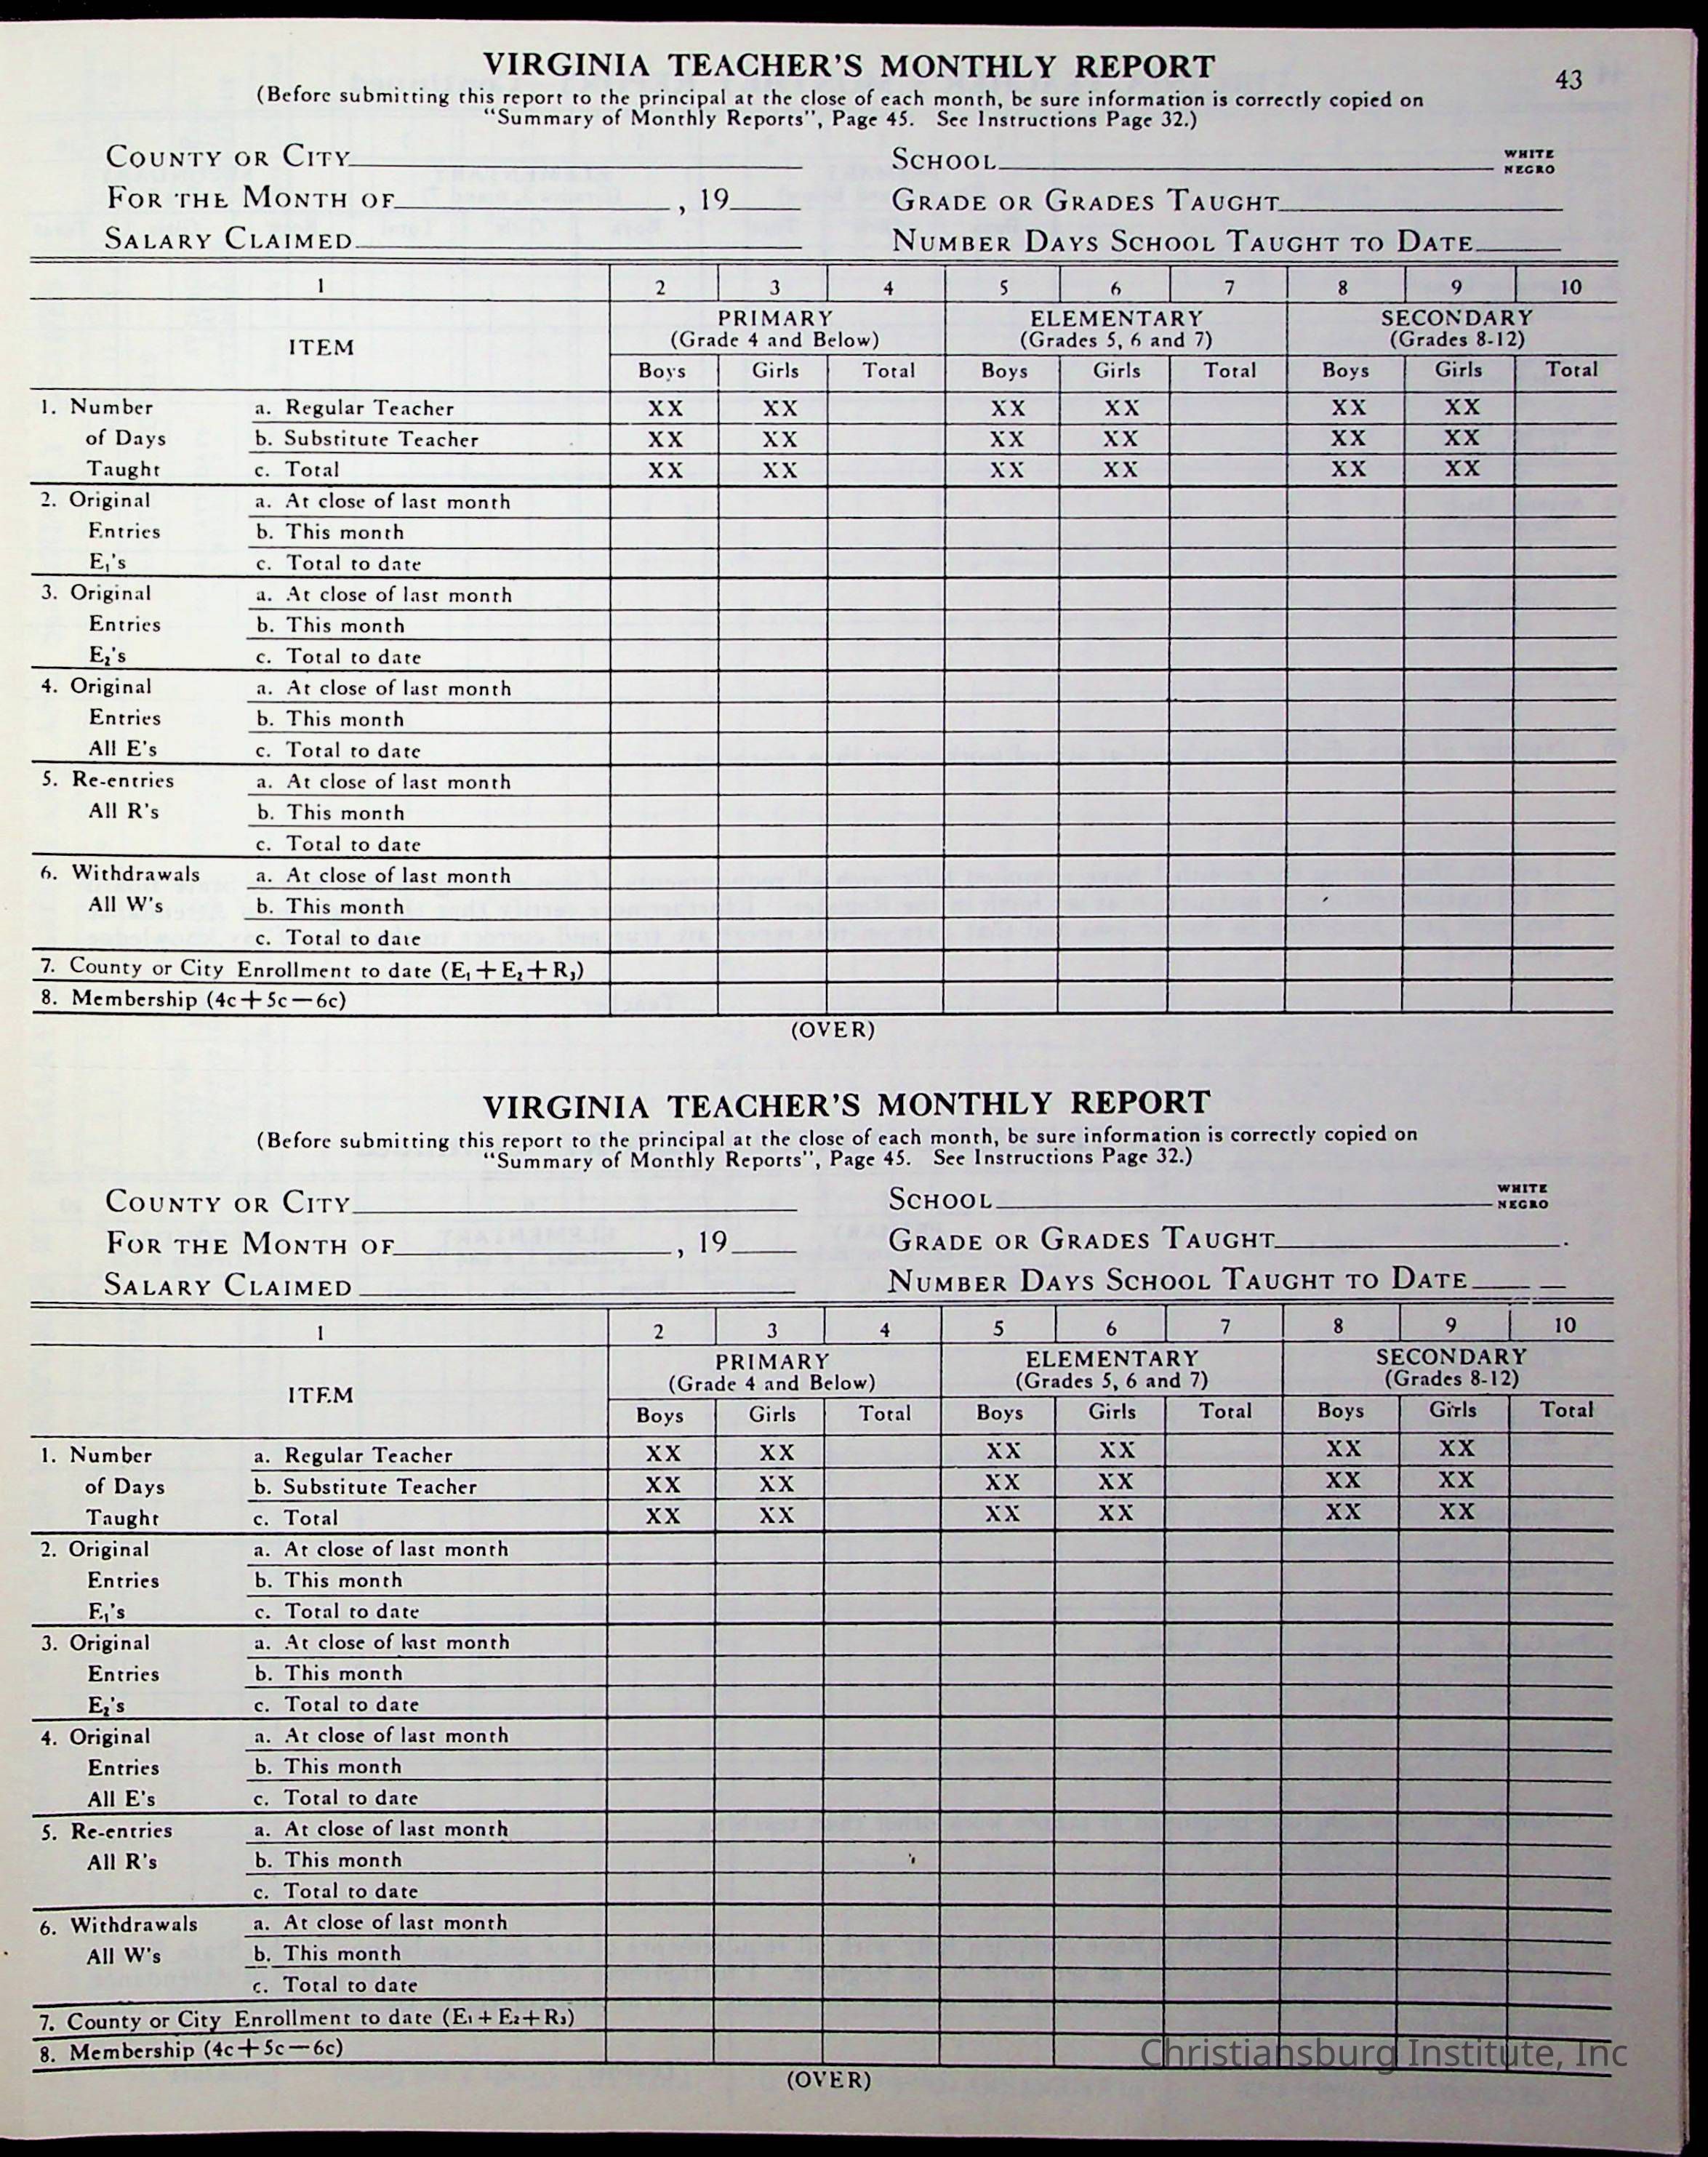 VIRGINIA TEACHER'S MONTHLY REPORT
43
(Before submitting this report to the principal at the close of each month, be sure information is correctly copied on
"Summary of Monthly Reports", Page 45. See Instructions Page 32.)
COUNTY OR CITY SCHOOL WHITE
NEGRO
FOR THE MONTH OF , 19 GRADE OR GRADES TAUGHT
SALARY CLAIMED NUMBER DAYS SCHOOL TAUGHT TO DATE
1 2 3 4 5 6 7 8 9 10
ITEM PRIMARY ELEMENTARY SECONDARY
(Grade 4 and Below) (Grades 5, 6 and 7) (Grades 8-12)
Boys Girls Total Boys Girls Total Boys Girls Total
1. Number a. Regular Teacher XX XX XX XX XX XX
of Days b. Substitute Teacher XX XX XX XX XX XX
Taught c. Total XX XX XX XX XX XX
2. Original a. At close of last month
Entries b. This month
E₁'s c. Total to date
3. Original a. At close of last month
Entries b. This month
E₂'s c. Total to date
4. Original a. At close of last month
Entries b. This month
All E's c. Total to date
5. Re-entries a. At close of last month
All R's b. This month
c. Total to date
6. Withdrawals a. At close of last month
All W's b. This month
c. Total to date
7. County or City Enrollment to date (E₁+E₂+R₃)
8. Membership (4c+5c—6c)
(OVER)
VIRGINIA TEACHER'S MONTHLY REPORT
(Before submitting this report to the principal at the close of each month, be sure information is correctly copied on
"Summary of Monthly Reports", Page 45. See Instructions Page 32.)
COUNTY OR CITY SCHOOL WHITE
NEGRO
FOR THE MONTH OF , 19 GRADE OR GRADES TAUGHT .
SALARY CLAIMED NUMBER DAYS SCHOOL TAUGHT TO DATE
1 2 3 4 5 6 7 8 9 10
ITEM PRIMARY ELEMENTARY SECONDARY
(Grade 4 and Below) (Grades 5, 6 and 7) (Grades 8-12)
Boys Girls Total Boys Girls Total Boys Girls Total
1. Number a. Regular Teacher XX XX XX XX XX XX
of Days b. Substitute Teacher XX XX XX XX XX XX
Taught c. Total XX XX XX XX XX XX
2. Original a. At close of last month
Entries b. This month
E₁'s c. Total to date
3. Original a. At close of last month
Entries b. This month
E₂'s c. Total to date
4. Original a. At close of last month
Entries b. This month
All E's c. Total to date
5. Re-entries a. At close of last month
All R's b. This month
c. Total to date
6. Withdrawals a. At close of last month
All W's b. This month
c. Total to date
7. County or City Enrollment to date (E₁+E₂+R₃)
8. Membership (4c+5c—6c)
Christiansburg Institute, Inc
(OVER)